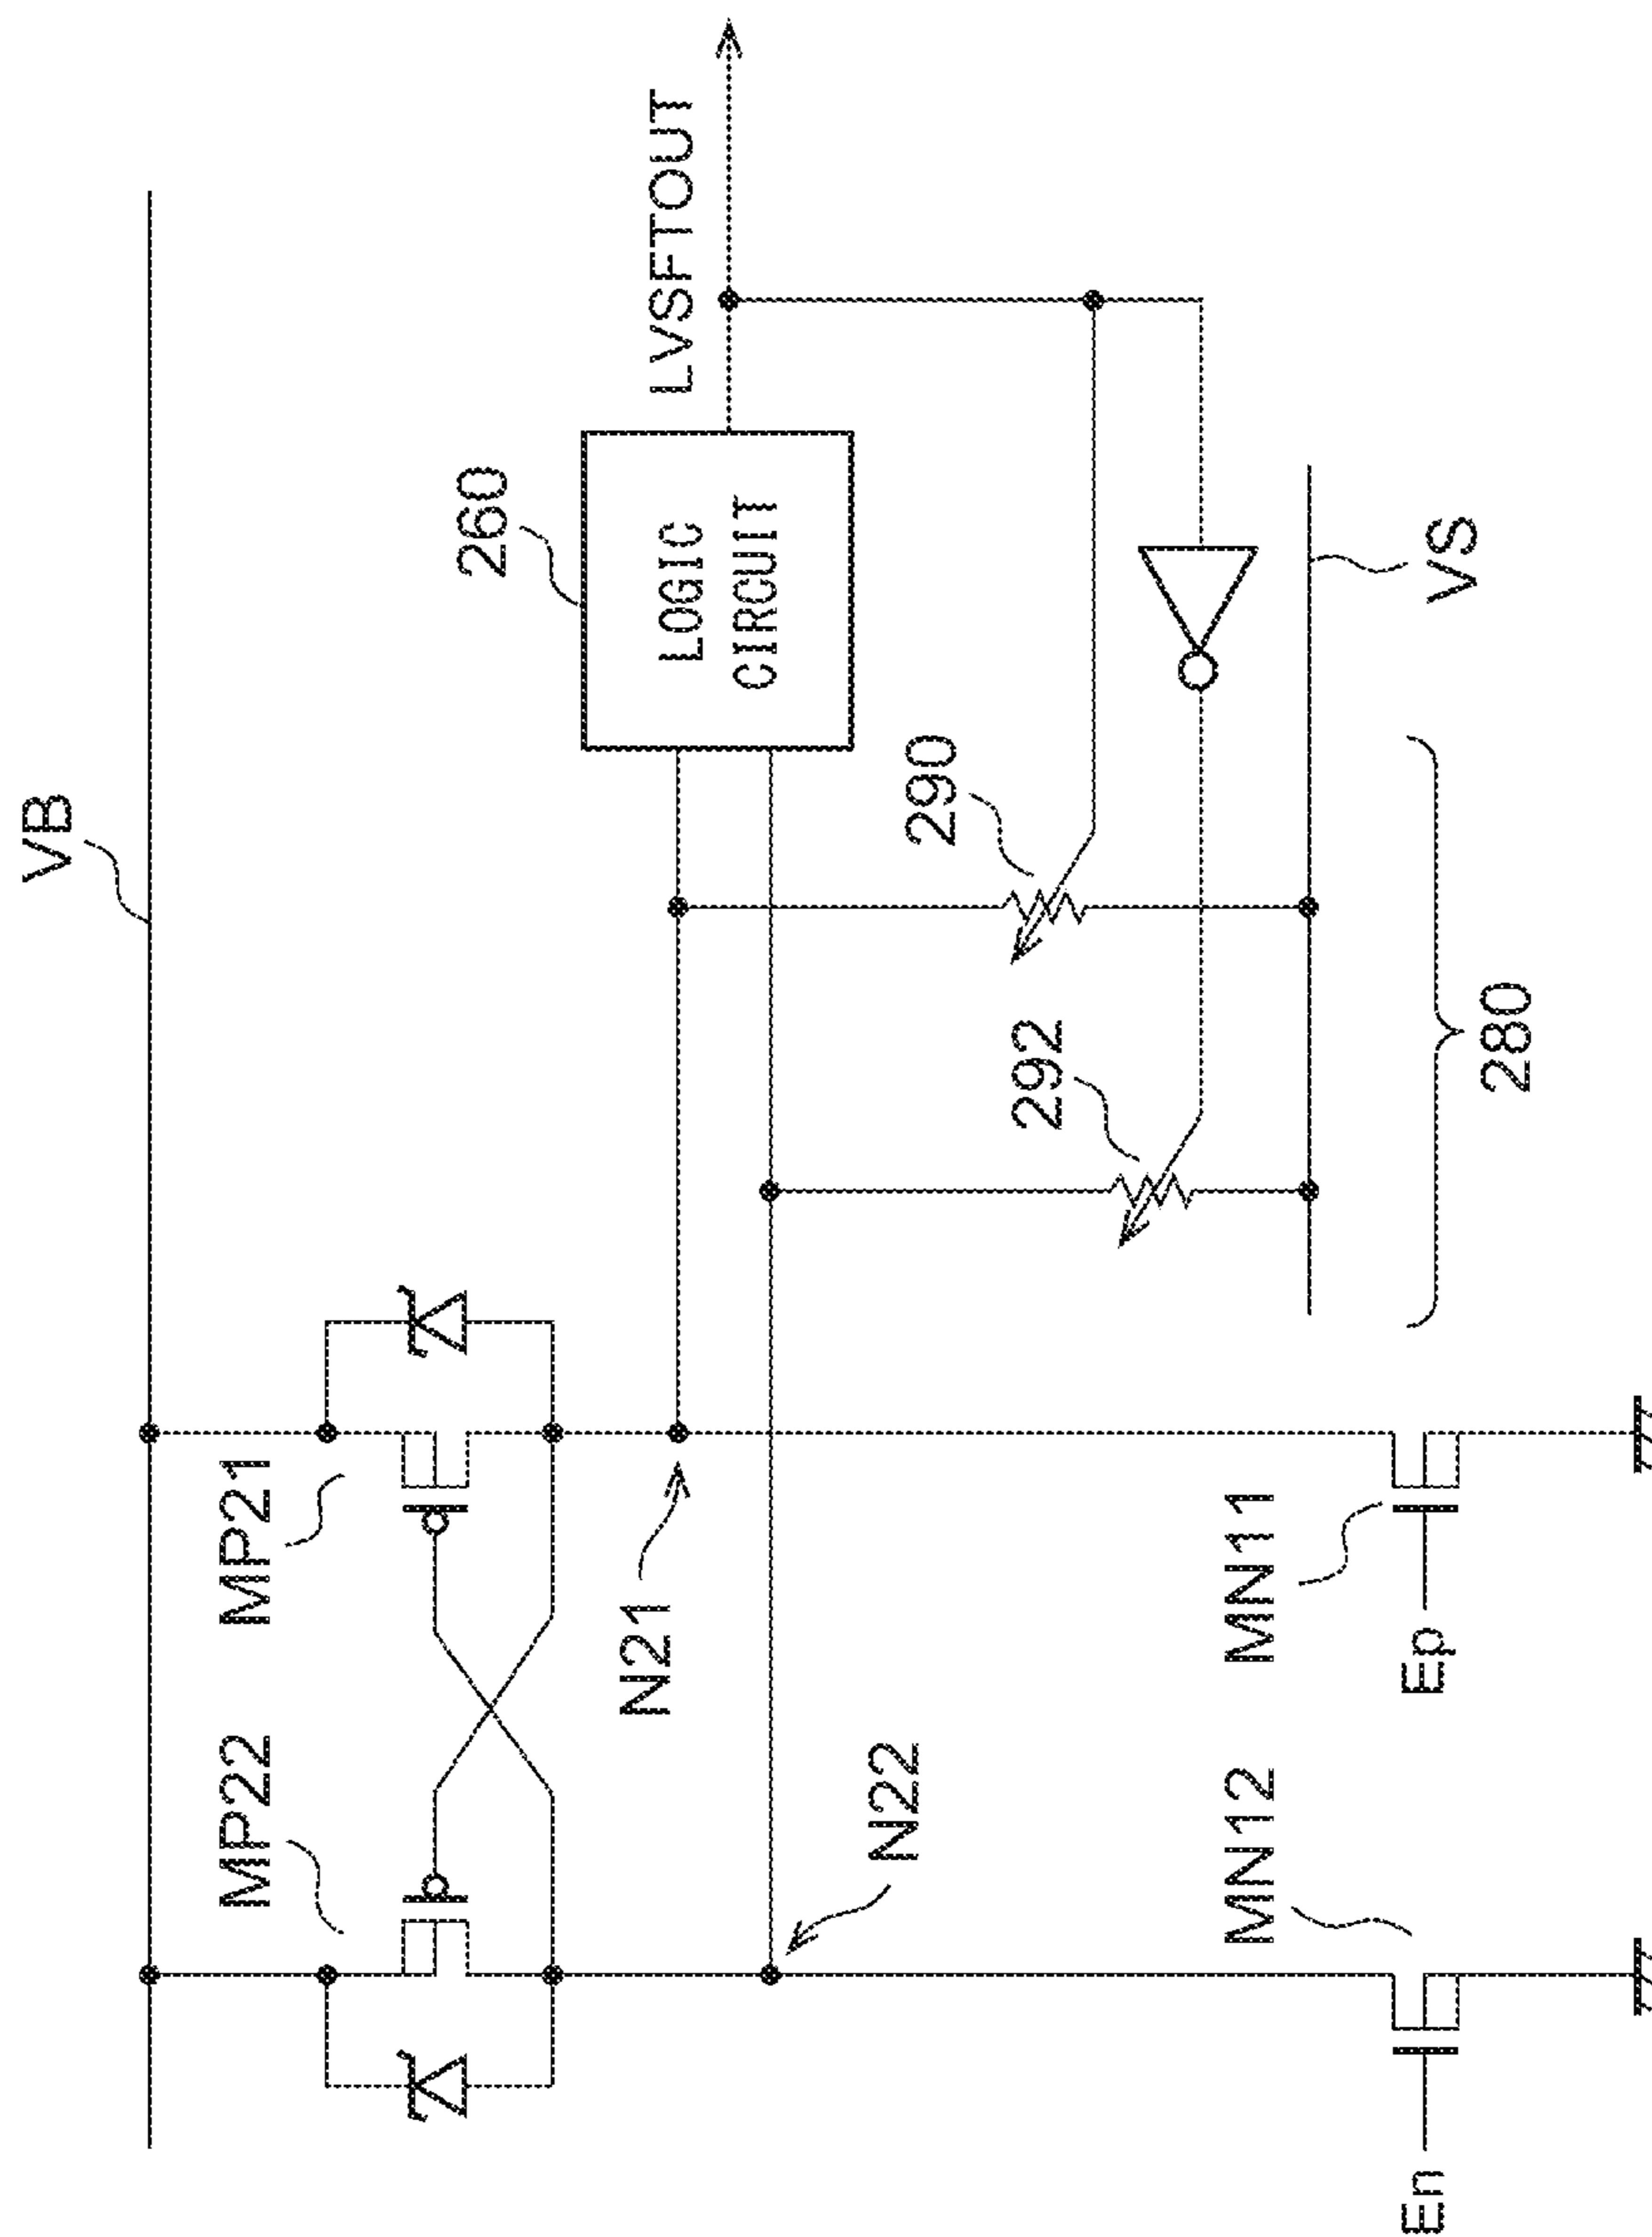 VB
MP22
MP21
260
LOGIC
CIRCUIT
LVSFTOUT
N21
N22
292
290
MN12
MN11
En
Ep
280
VS